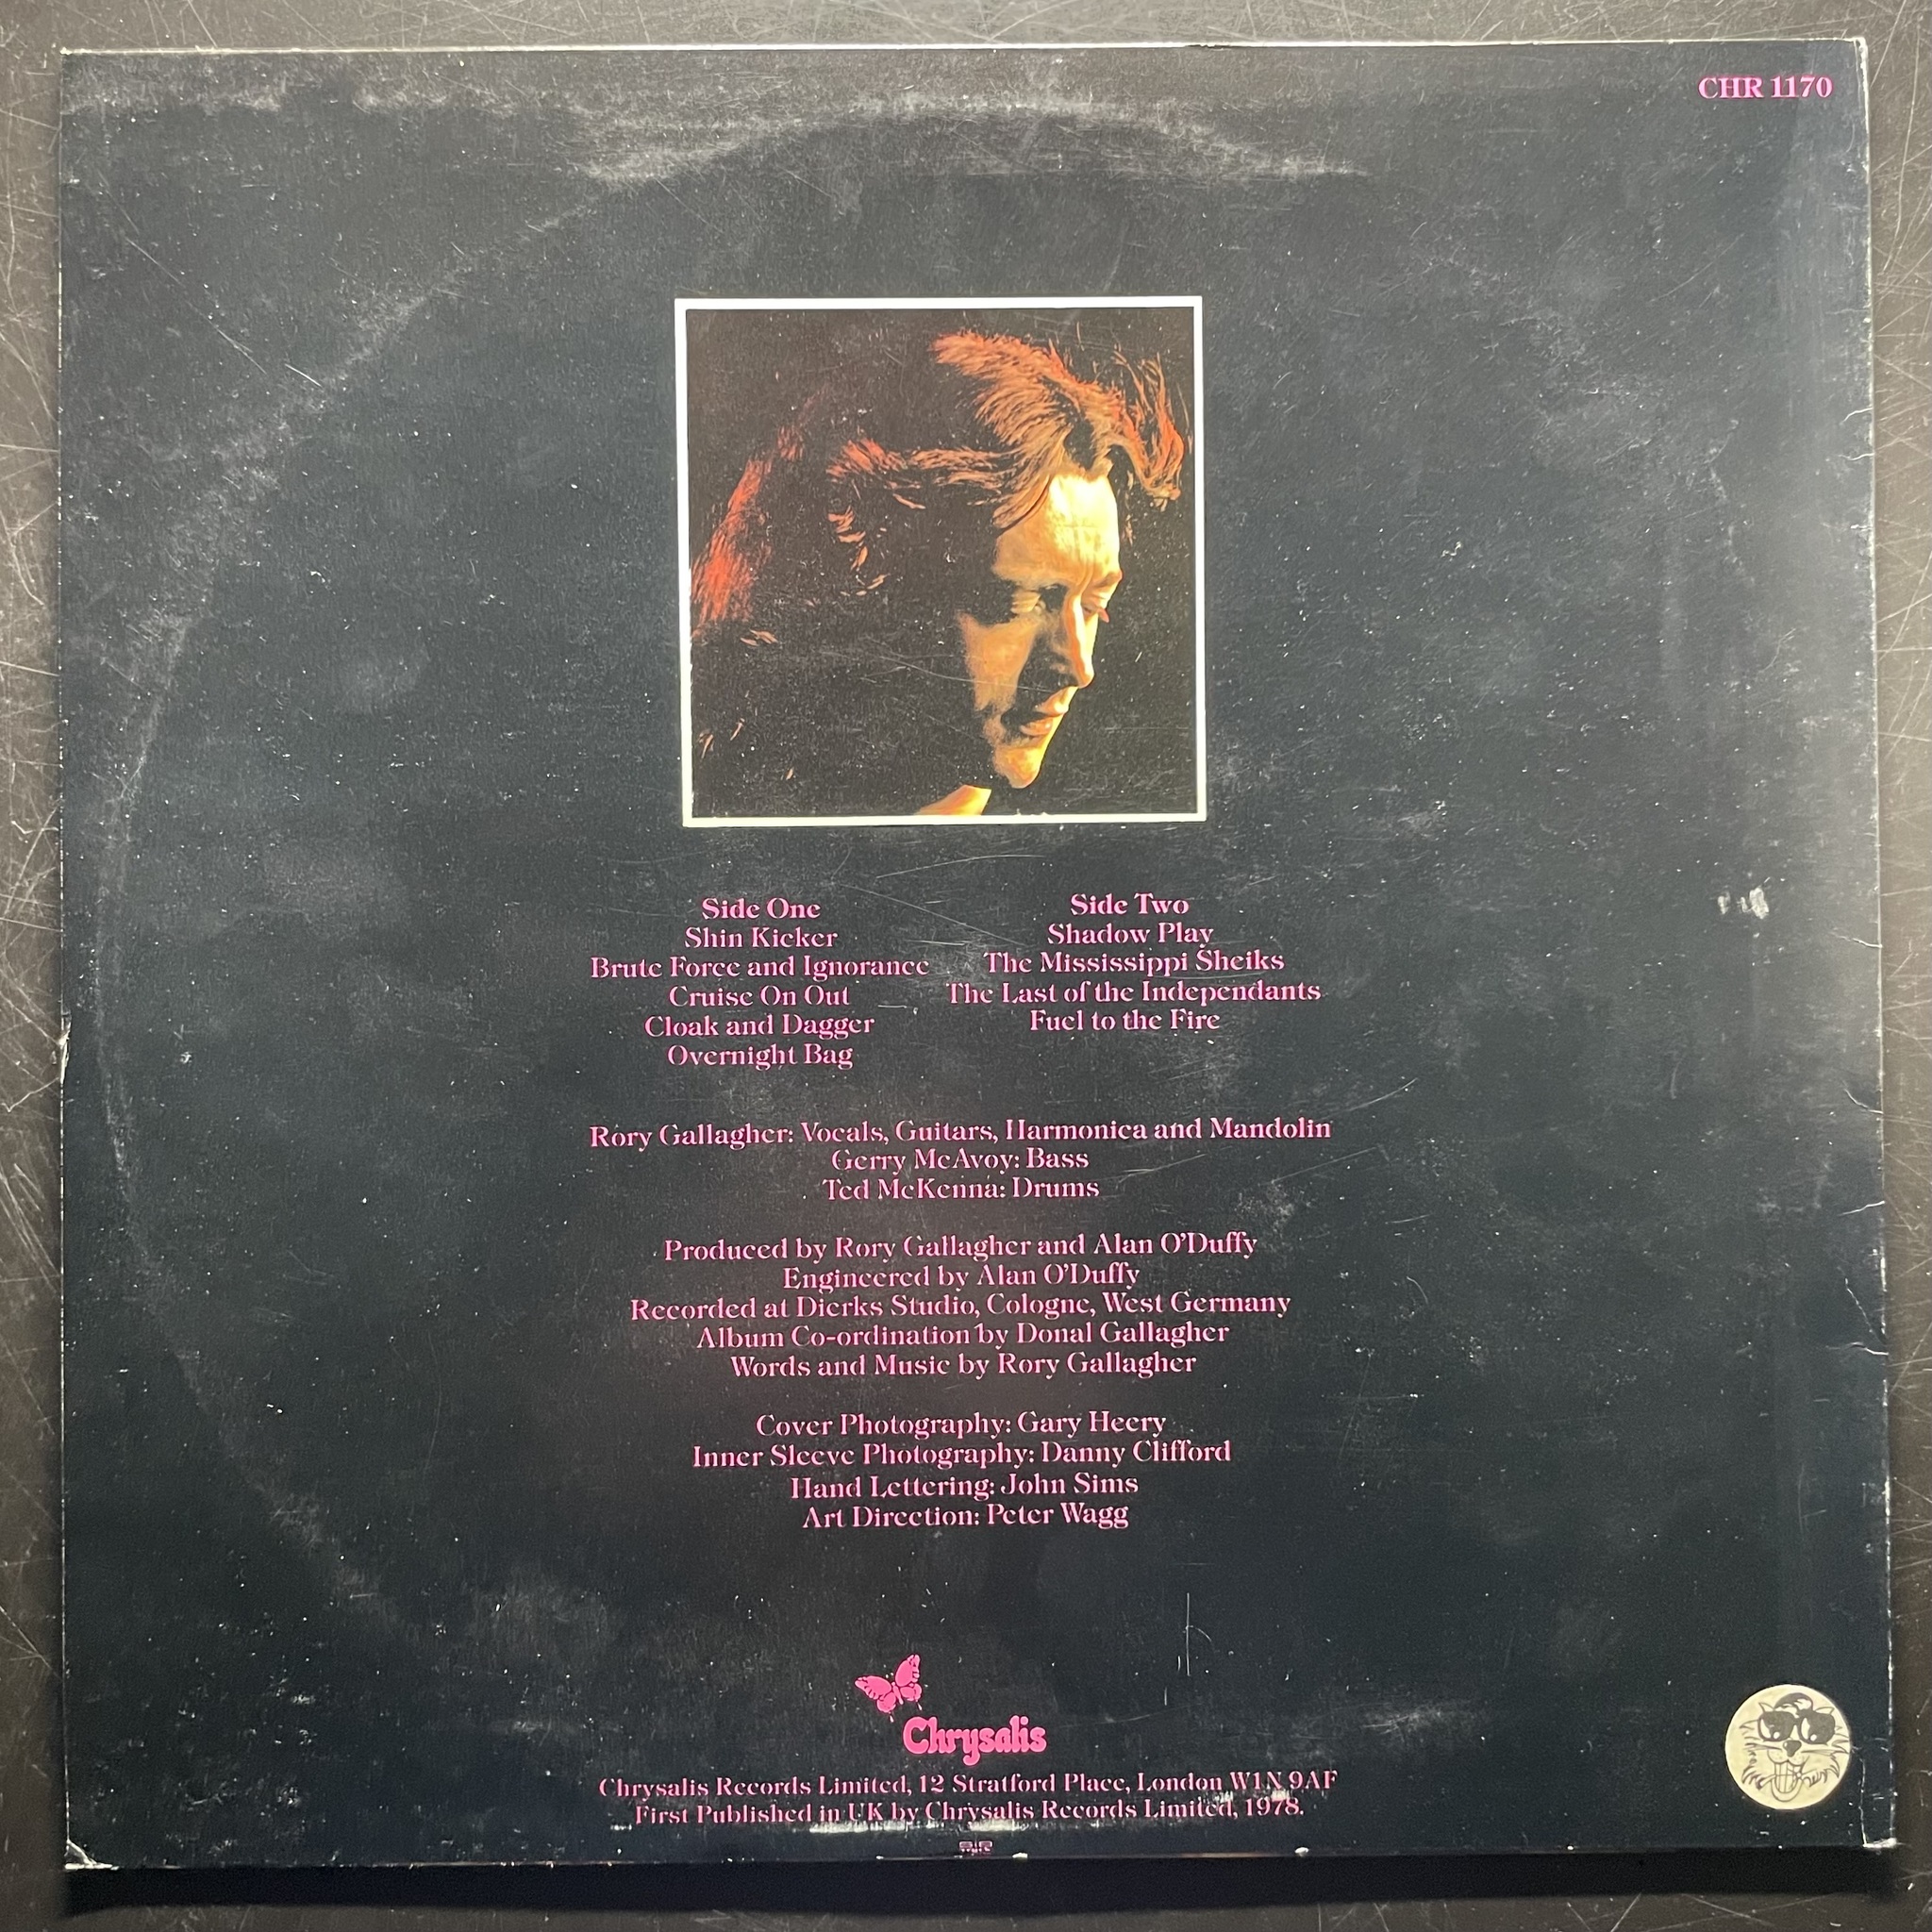 CHR 1170
Side One
Shin Kicker
Brute Force and Ignorance
Cruise On Out
Cloak and Dagger
Overnight Bag
Side Two
Shadow Play
The Mississippi Sheiks
The Last of the Independants
Fuel to the Fire
Rory Gallagher: Vocals, Guitars, Harmonica and Mandolin
Gerry McAvoy: Bass
Ted McKenna: Drums
Produced by Rory Gallagher and Alan O'Duffy
Engineered by Alan O'Duffy
Recorded at Dierks Studio, Cologne, West Germany
Album Co-ordination by Donal Gallagher
Words and Music by Rory Gallagher
Cover Photography: Gary Heery
Inner Sleeve Photography: Danny Clifford
Hand Lettering: John Sims
Art Direction: Peter Wagg
Chrysalis
Chrysalis Records Limited, 12 Stratford Place, London W1N 9AF
First Published in UK by Chrysalis Records Limited, 1978.